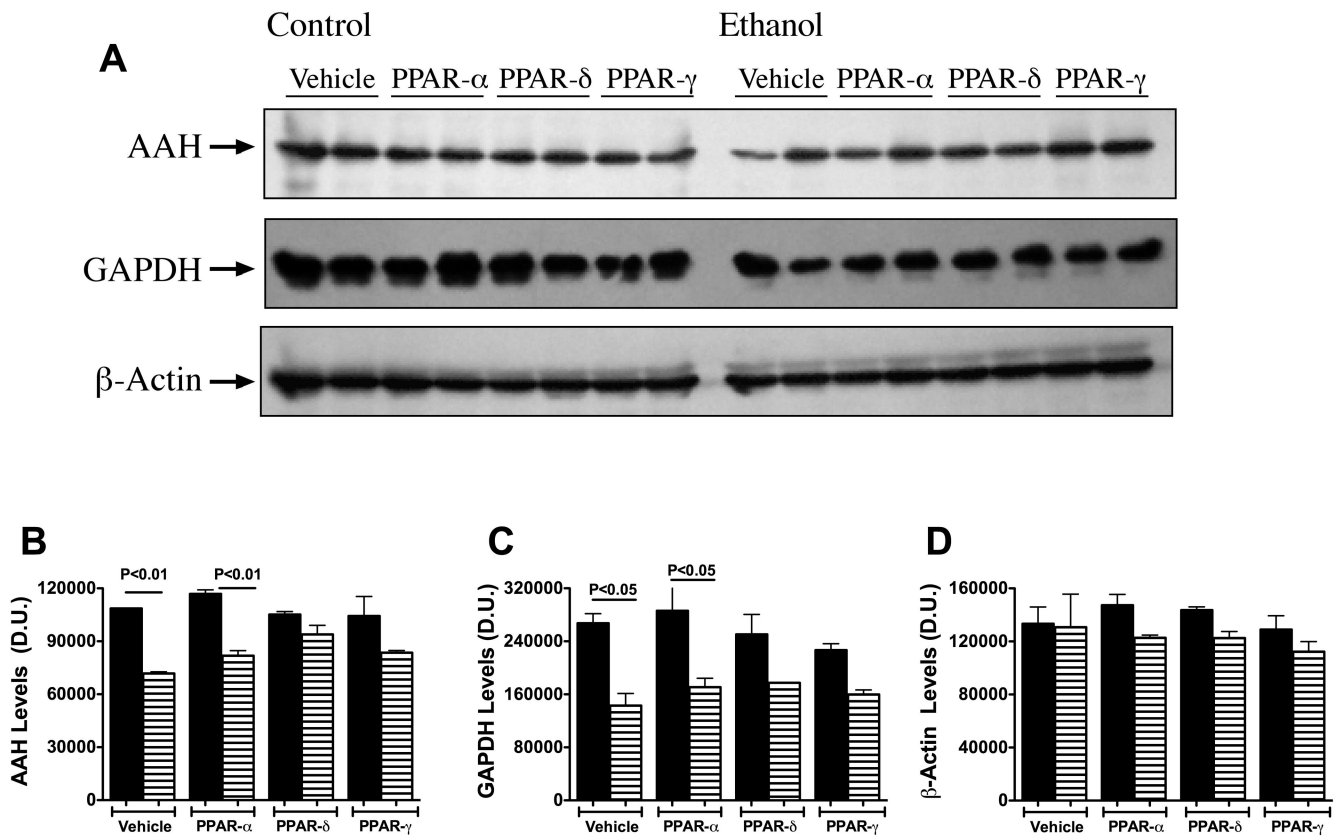 Control Ethanol
A
Vehicle PPAR-α PPAR-δ PPAR-γ Vehicle PPAR-α PPAR-δ PPAR-γ
AAH
GAPDH
β-Actin
B
AAH Levels (D.U.)
120000
90000
60000
30000
0
P<0.01
P<0.01
Vehicle PPAR-α PPAR-δ PPAR-γ
C
GAPDH Levels (D.U.)
320000
240000
160000
80000
0
P<0.05
P<0.05
Vehicle PPAR-α PPAR-δ PPAR-γ
D
β-Actin Levels (D.U.)
160000
120000
80000
40000
0
Vehicle PPAR-α PPAR-δ PPAR-γ